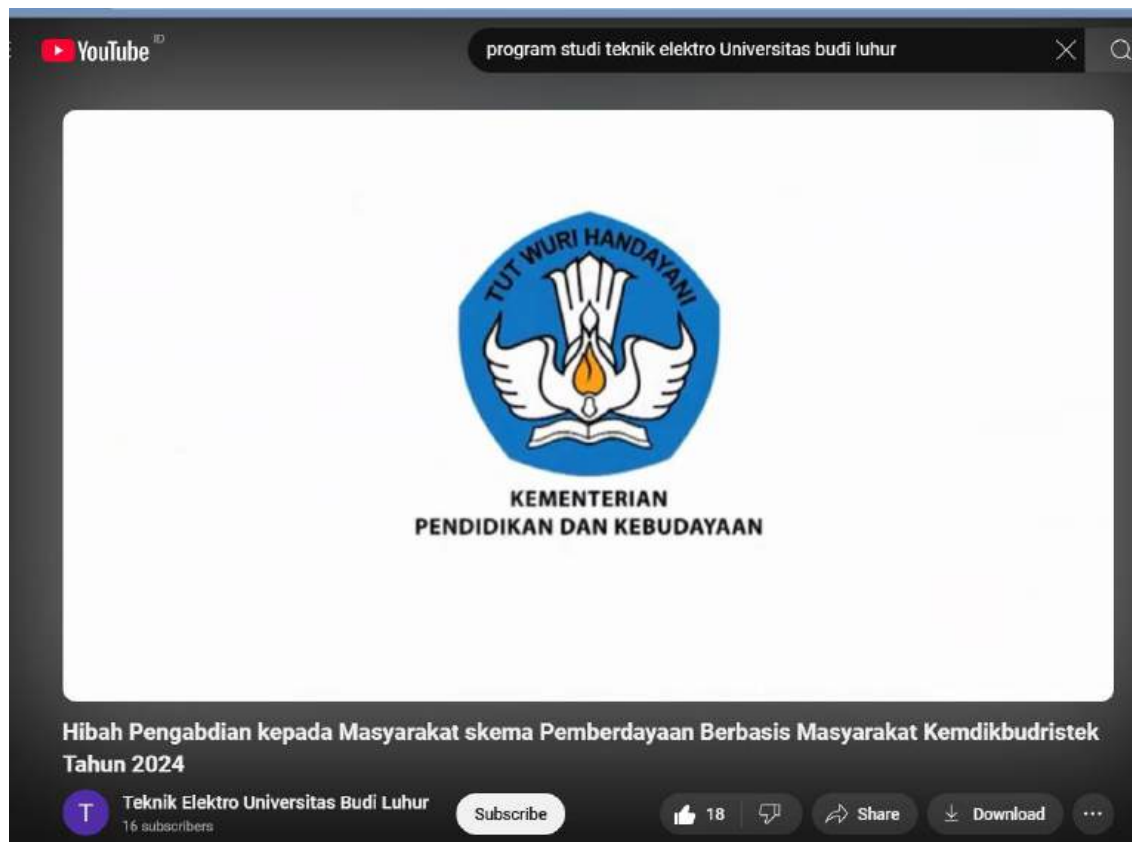 YouTube ID
program studi teknik elektro Universitas budi luhur
TUT WURI HANDAYANI
KEMENTERIAN
PENDIDIKAN DAN KEBUDAYAAN
Hibah Pengabdian kepada Masyarakat skema Pemberdayaan Berbasis Masyarakat Kemdikbudristek
Tahun 2024
T
Teknik Elektro Universitas Budi Luhur
16 subscribers
Subscribe
18
Share
Download